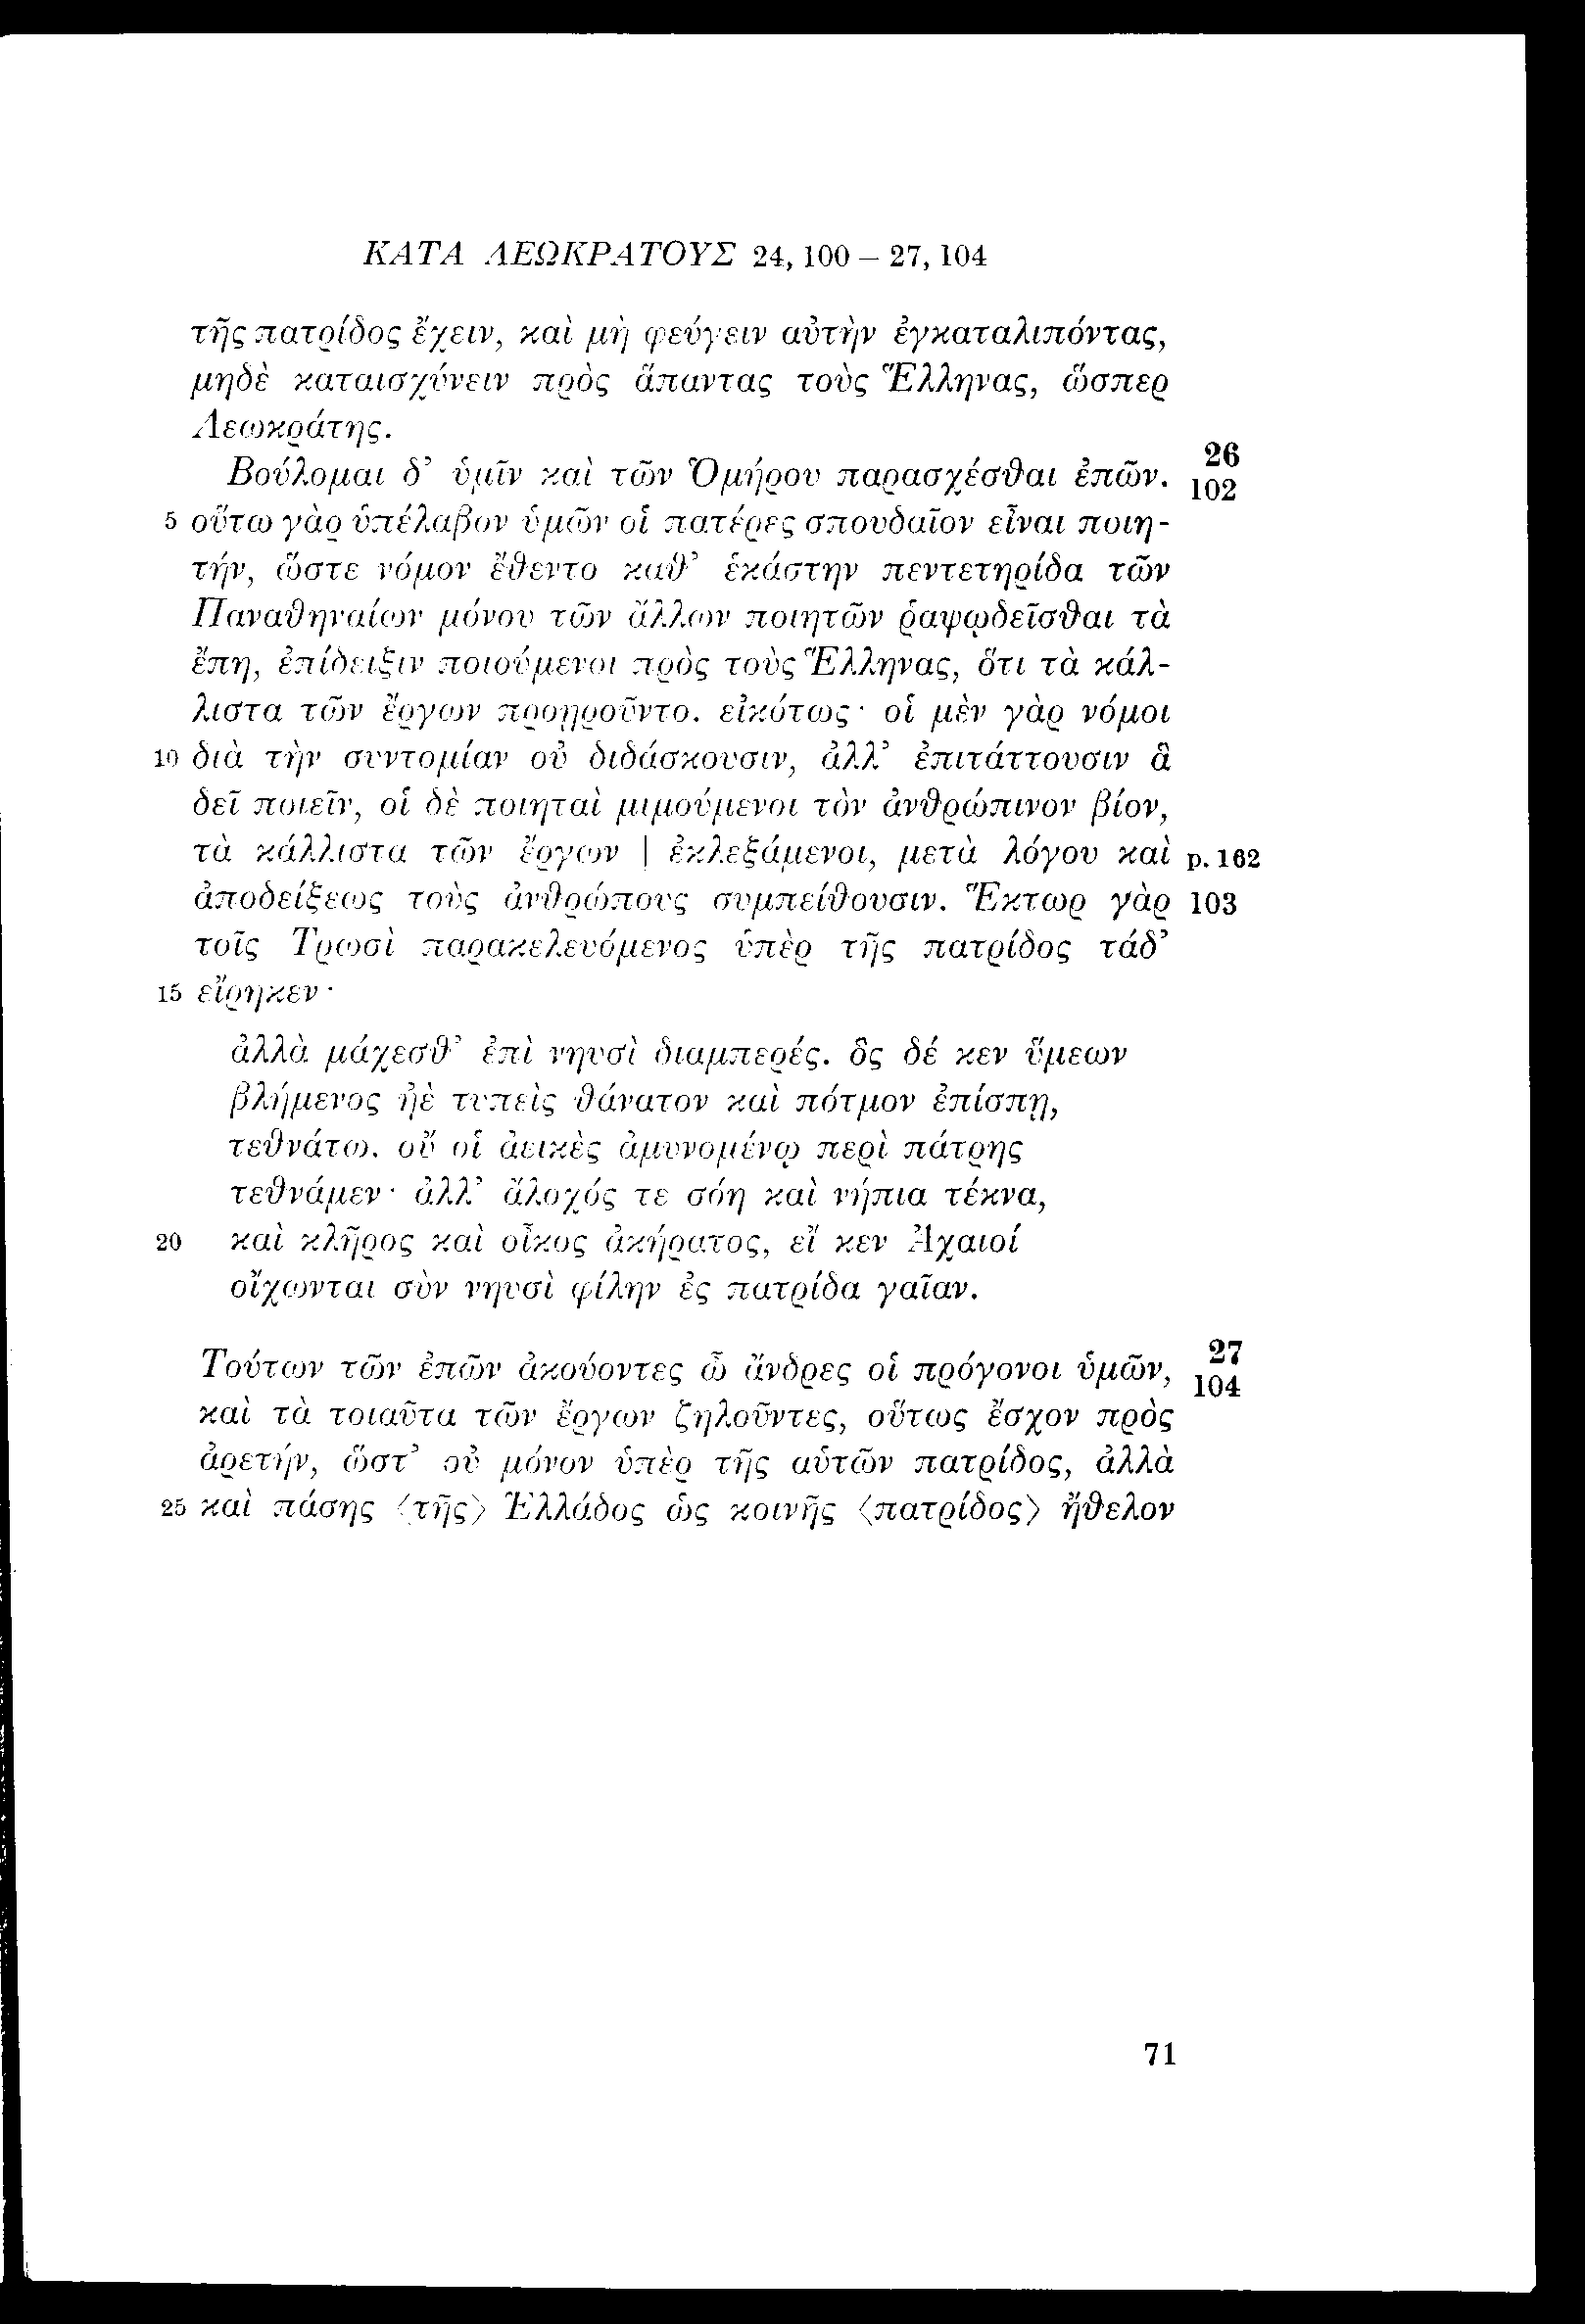 ΚΑΤΑ ΛΕΩΚΡΑΤΟΥΣ 24, 100 – 27, 104
τῆς πατρίδος ἔχειν, καὶ μὴ φεύγειν αὐτὴν ἐγκαταλιπόντας,
μηδὲ καταισχύνειν πρὸς ἅπαντας τοὺς Ἕλληνας, ὥσπερ
Λεωκράτης.
Βούλομαι δ’ ὑμῖν καὶ τῶν Ὁμήρου παρασχέσθαι ἐπῶν. 26 102
5 οὕτω γὰρ ὑπέλαβον ὑμῶν οἱ πατέρες σπουδαῖον εἶναι ποιη-
τήν, ὥστε νόμον ἔθεντο καθ’ ἑκάστην πεντετηρίδα τῶν
Παναθηναίων μόνου τῶν ἄλλων ποιητῶν ῥαψῳδεῖσθαι τὰ
ἔπη, ἐπίδειξιν ποιούμενοι πρὸς τοὺς Ἕλληνας, ὅτι τὰ κάλ-
λιστα τῶν ἔργων προῃροῦντο. εἰκότως· οἱ μὲν γὰρ νόμοι
10 διὰ τὴν συντομίαν οὐ διδάσκουσιν, ἀλλ’ ἐπιτάττουσιν ἃ
δεῖ ποιεῖν, οἱ δὲ ποιηταὶ μιμούμενοι τὸν ἀνθρώπινον βίον,
τὰ κάλλιστα τῶν ἔργων | ἐκλεξάμενοι, μετὰ λόγου καὶ p. 162
ἀποδείξεως τοὺς ἀνθρώπους συμπείθουσιν. Ἕκτωρ γὰρ 103
τοῖς Τρωσὶ παρακελευόμενος ὑπὲρ τῆς πατρίδος τάδ’
15 εἴρηκεν·
ἀλλὰ μάχεσθ’ ἐπὶ νηυσὶ διαμπερές. ὃς δέ κεν ὔμεων
βλήμενος ἠὲ τυπεὶς θάνατον καὶ πότμον ἐπίσπῃ,
τεθνάτω. οὔ οἱ ἀεικὲς ἀμυνομένῳ περὶ πάτρης
τεθνάμεν· ἀλλ’ ἄλοχός τε σόη καὶ νήπια τέκνα,
20 καὶ κλῆρος καὶ οἶκος ἀκήρατος, εἴ κεν Ἀχαιοί
οἴχωνται σὺν νηυσὶ φίλην ἐς πατρίδα γαῖαν.
Τούτων τῶν ἐπῶν ἀκούοντες ὦ ἄνδρες οἱ πρόγονοι ὑμῶν, 27 104
καὶ τὰ τοιαῦτα τῶν ἔργων ζηλοῦντες, οὕτως ἔσχον πρὸς
ἀρετήν, ὥστ’ οὐ μόνον ὑπὲρ τῆς αὑτῶν πατρίδος, ἀλλὰ
25 καὶ πάσης ⟨τῆς⟩ Ἑλλάδος ὡς κοινῆς ⟨πατρίδος⟩ ἤθελον
71